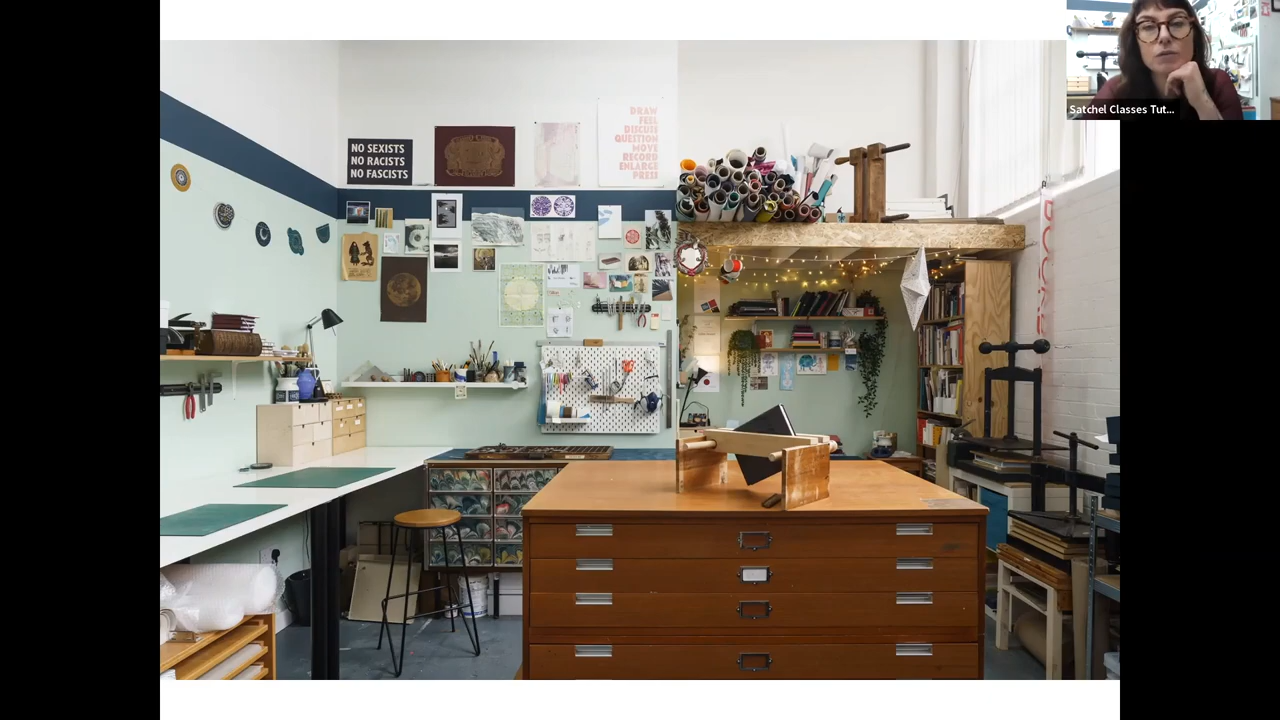 NO SEXISTS
NO RACISTS
NO FASCISTS
DRAW
FEEL
DISCUSS
QUESTION
MOVE
RECORD
ENLARGE
PRESS
Satchel Classes Tut...